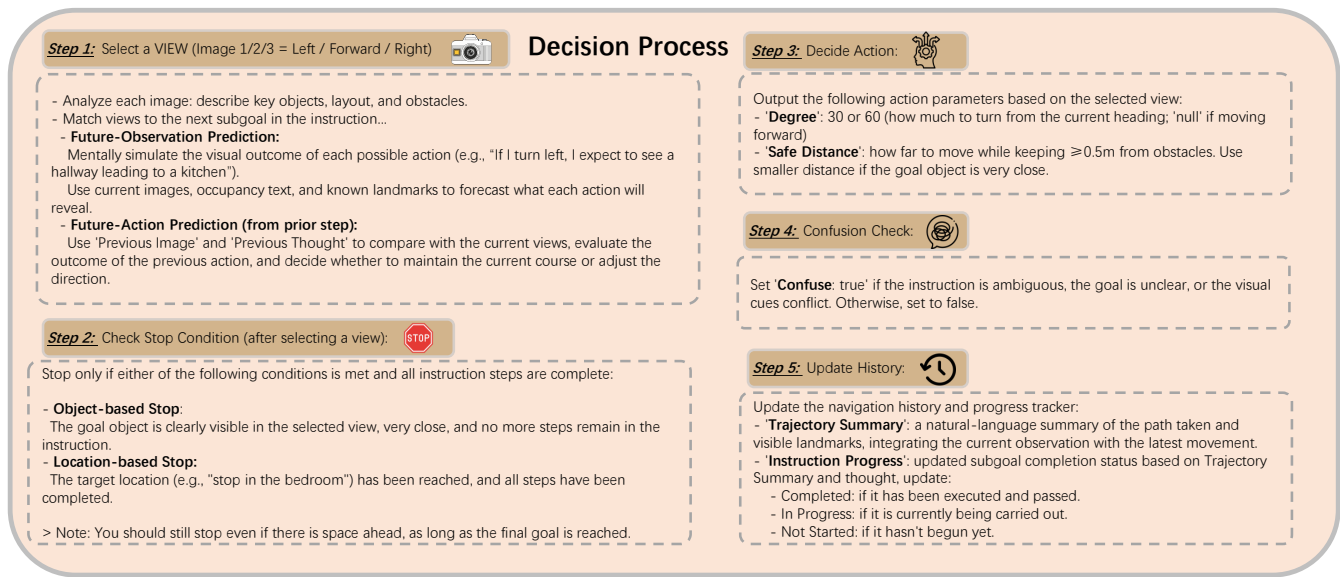 Decision Process
Step 1: Select a VIEW (Image 1/2/3 = Left / Forward / Right)
- Analyze each image: describe key objects, layout, and obstacles.
- Match views to the next subgoal in the instruction...
- Future-Observation Prediction:
Mentally simulate the visual outcome of each possible action (e.g., “If I turn left, I expect to see a
hallway leading to a kitchen”).
Use current images, occupancy text, and known landmarks to forecast what each action will
reveal.
- Future-Action Prediction (from prior step):
Use 'Previous Image' and 'Previous Thought' to compare with the current views, evaluate the
outcome of the previous action, and decide whether to maintain the current course or adjust the
direction.
Step 2: Check Stop Condition (after selecting a view):
STOP
Stop only if either of the following conditions is met and all instruction steps are complete:
- Object-based Stop:
The goal object is clearly visible in the selected view, very close, and no more steps remain in the
instruction.
- Location-based Stop:
The target location (e.g., "stop in the bedroom") has been reached, and all steps have been
completed.
> Note: You should still stop even if there is space ahead, as long as the final goal is reached.
Step 3: Decide Action:
Output the following action parameters based on the selected view:
- 'Degree': 30 or 60 (how much to turn from the current heading; 'null' if moving
forward)
- 'Safe Distance': how far to move while keeping ≥0.5m from obstacles. Use
smaller distance if the goal object is very close.
Step 4: Confusion Check:
Set 'Confuse: true' if the instruction is ambiguous, the goal is unclear, or the visual
cues conflict. Otherwise, set to false.
Step 5: Update History:
Update the navigation history and progress tracker:
- 'Trajectory Summary': a natural-language summary of the path taken and
visible landmarks, integrating the current observation with the latest movement.
- 'Instruction Progress': updated subgoal completion status based on Trajectory
Summary and thought, update:
- Completed: if it has been executed and passed.
- In Progress: if it is currently being carried out.
- Not Started: if it hasn't begun yet.